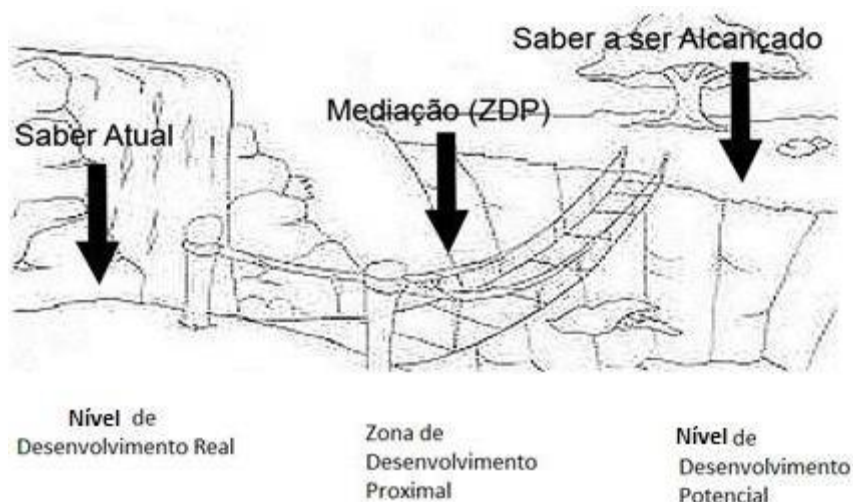 Saber a ser Alcançado
Mediação (ZDP)
Saber Atual
Nível de
Desenvolvimento Real
Zona de
Desenvolvimento
Proximal
Nível de
Desenvolvimento
Potencial